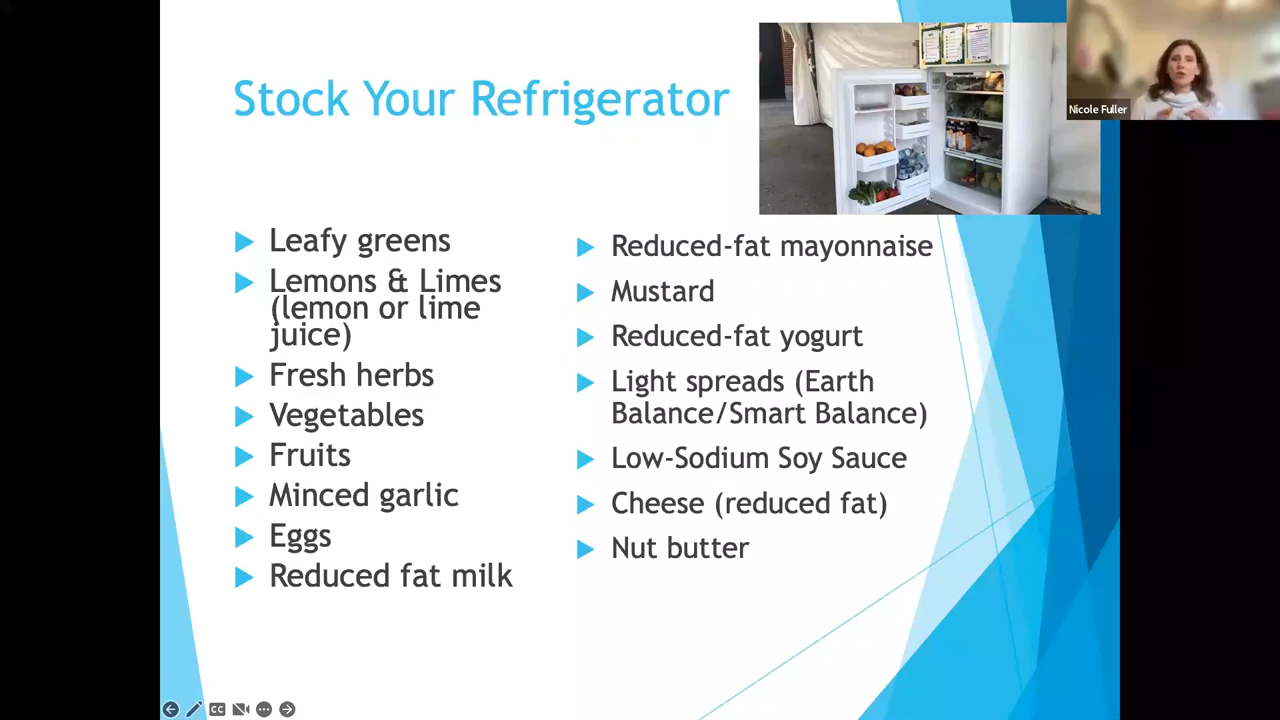 Stock Your Refrigerator
Nicole Fuller
Leafy greens
Lemons & Limes
(lemon or lime
juice)
Fresh herbs
Vegetables
Fruits
Minced garlic
Eggs
Reduced fat milk
Reduced-fat mayonnaise
Mustard
Reduced-fat yogurt
Light spreads (Earth
Balance/Smart Balance)
Low-Sodium Soy Sauce
Cheese (reduced fat)
Nut butter
CC